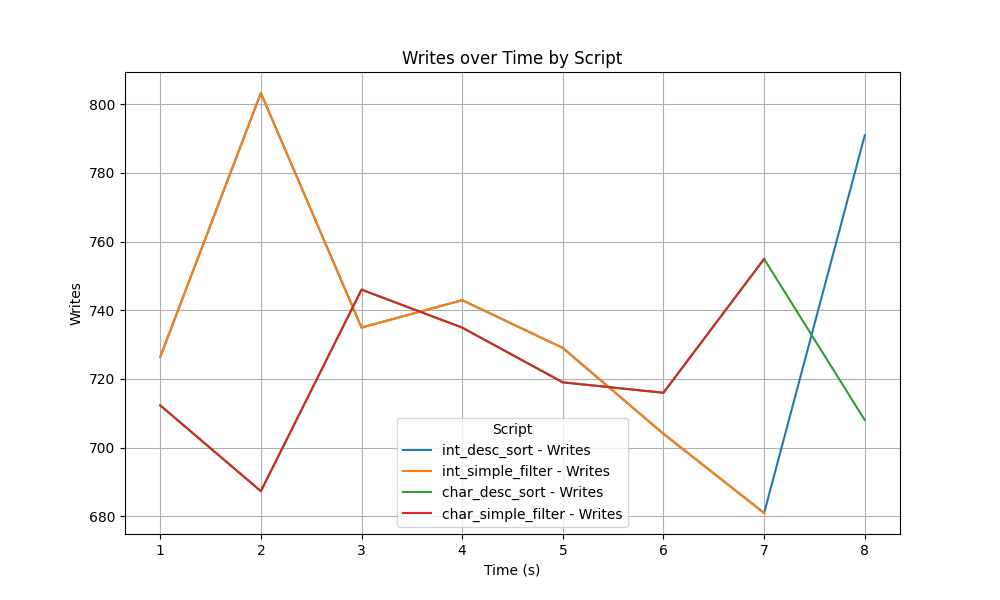 Writes over Time by Script
Writes
800
780
760
740
720
700
680
Script
int_desc_sort - Writes
int_simple_filter - Writes
char_desc_sort - Writes
char_simple_filter - Writes
1 2 3 4 5 6 7 8
Time (s)